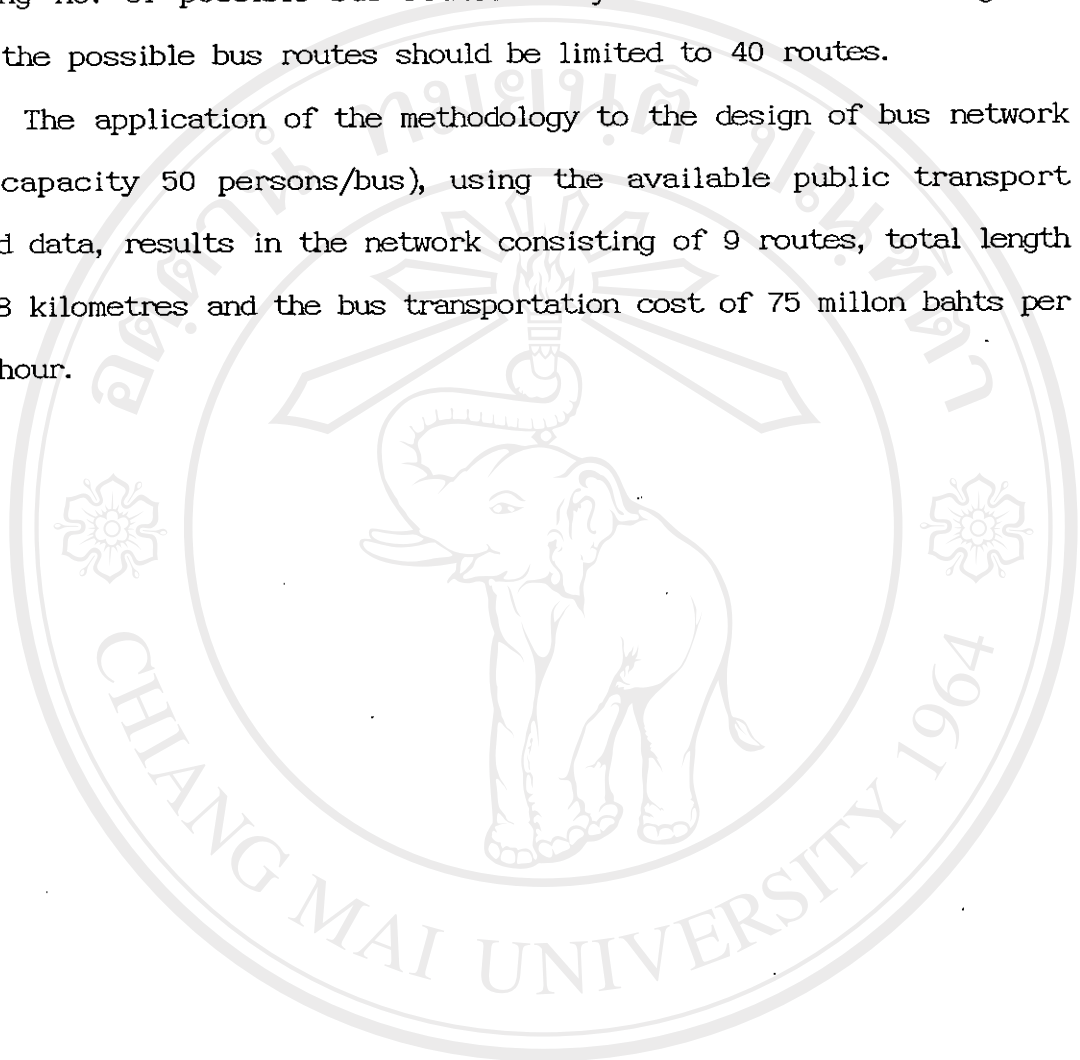 the possible bus routes should be limited to 40 routes.
The application of the methodology to the design of bus network
capacity 50 persons/bus), using the available public transport
data, results in the network consisting of 9 routes, total length
kilometres and the bus transportation cost of 75 millon bahts per
hour.
CHIANG MAI UNIVERSITY 1964